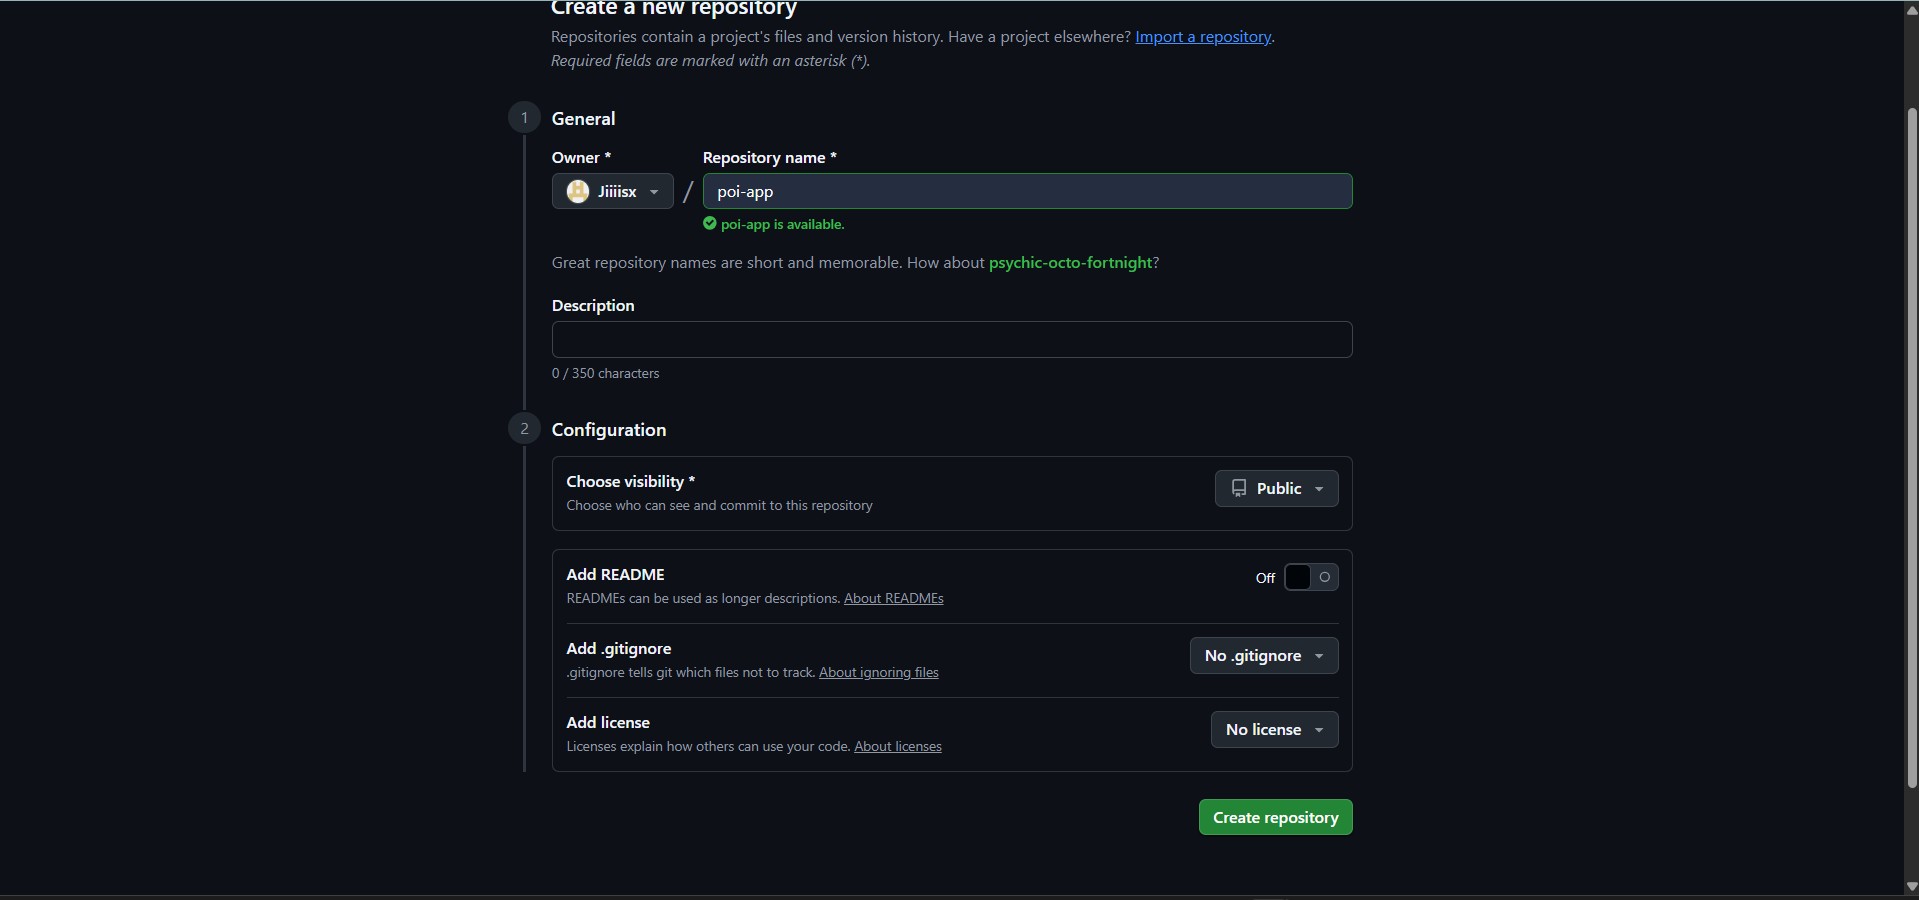 Create a new repository
Repositories contain a project's files and version history. Have a project elsewhere? Import a repository.
Required fields are marked with an asterisk (*).
1 General
Owner * Repository name *
Jiiiisx / poi-app
poi-app is available.
Great repository names are short and memorable. How about psychic-octo-fortnight?
Description
0 / 350 characters
2 Configuration
Choose visibility *
Public
Choose who can see and commit to this repository
Add README
Off
READMEs can be used as longer descriptions. About READMEs
Add .gitignore
No .gitignore
.gitignore tells git which files not to track. About ignoring files
Add license
No license
Licenses explain how others can use your code. About licenses
Create repository